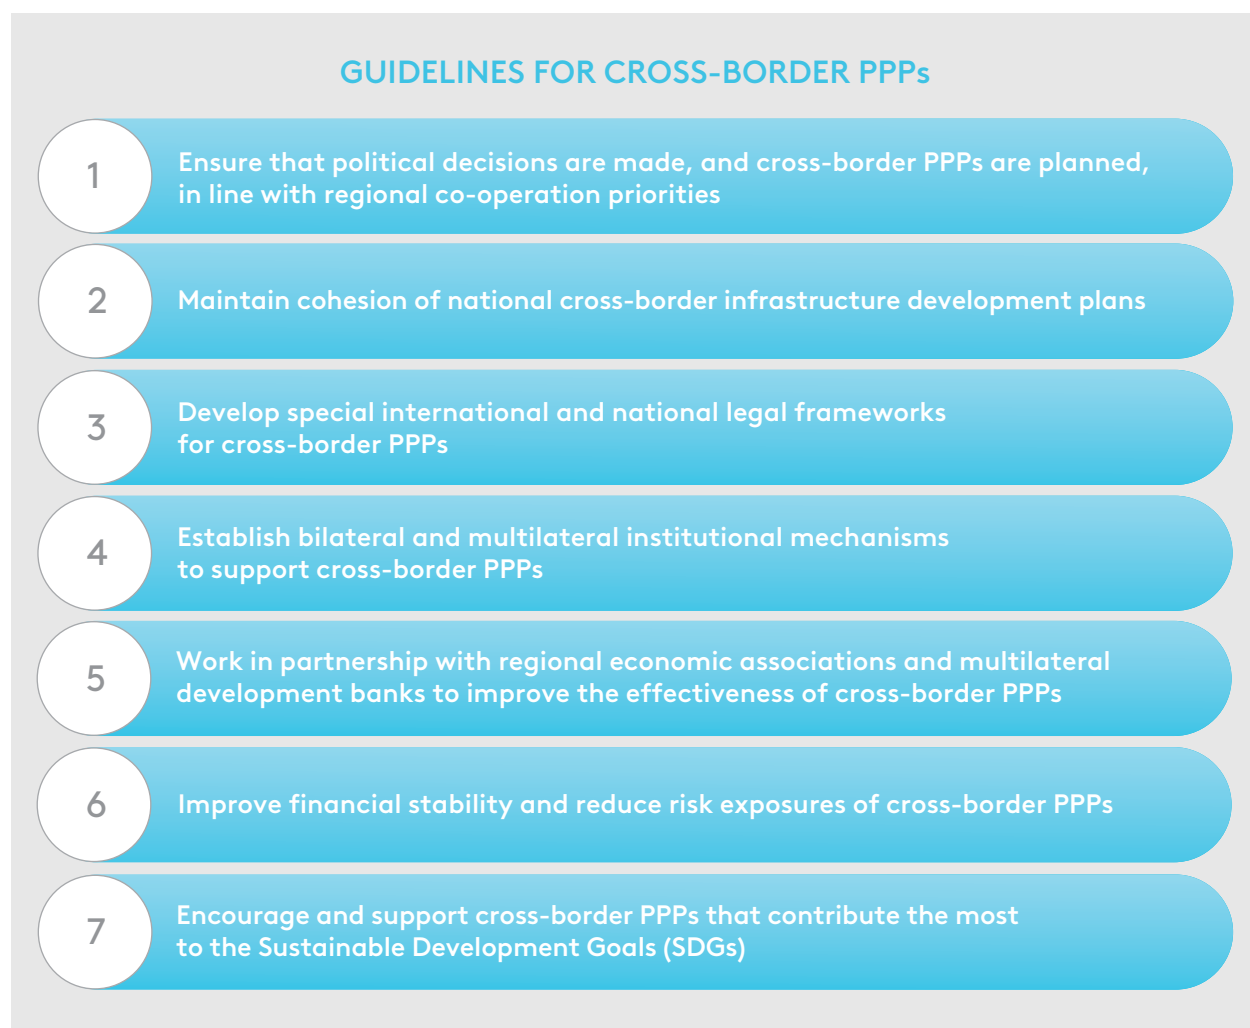 GUIDELINES FOR CROSS-BORDER PPPs
1
Ensure that political decisions are made, and cross-border PPPs are planned,
in line with regional co-operation priorities
2
Maintain cohesion of national cross-border infrastructure development plans
3
Develop special international and national legal frameworks
for cross-border PPPs
4
Establish bilateral and multilateral institutional mechanisms
to support cross-border PPPs
5
Work in partnership with regional economic associations and multilateral
development banks to improve the effectiveness of cross-border PPPs
6
Improve financial stability and reduce risk exposures of cross-border PPPs
7
Encourage and support cross-border PPPs that contribute the most
to the Sustainable Development Goals (SDGs)